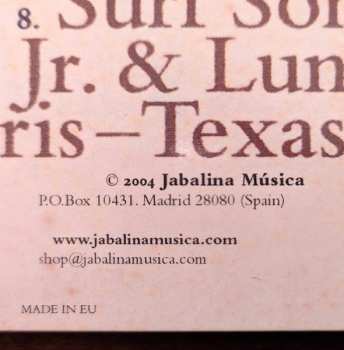 8. Surf Son
Jr. & Lun
ris–Texas
© 2004 Jabalina Música
P.O.Box 10431. Madrid 28080 (Spain)
www.jabalinamusica.com
shop@jabalinamusica.com
MADE IN EU